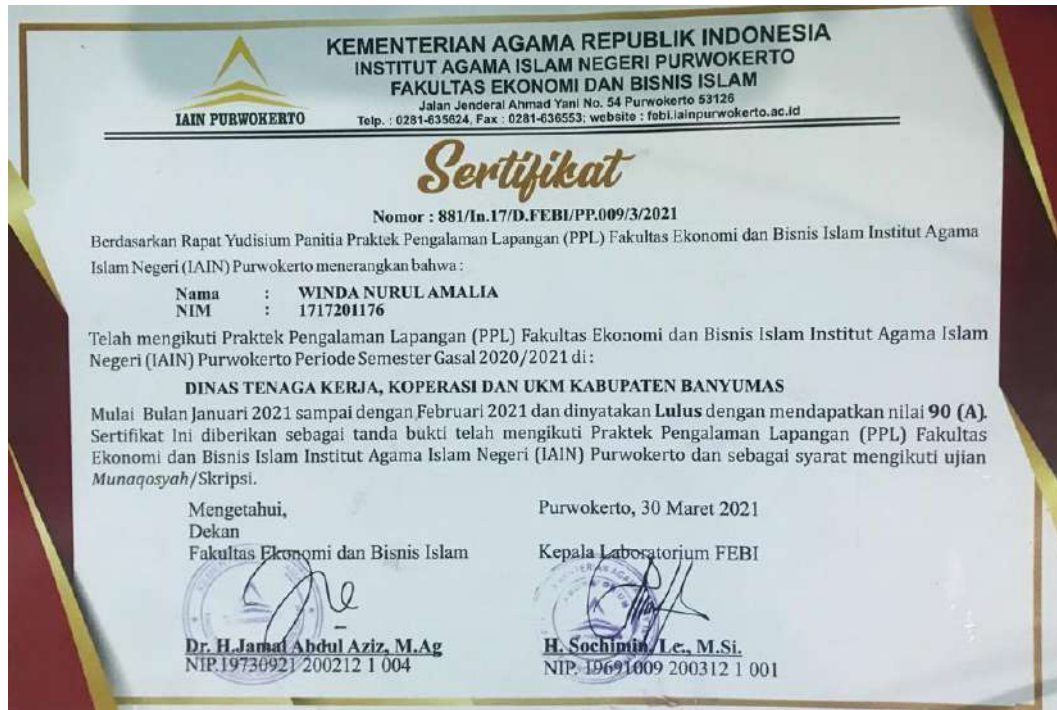 KEMENTERIAN AGAMA REPUBLIK INDONESIA
INSTITUT AGAMA ISLAM NEGERI PURWOKERTO
FAKULTAS EKONOMI DAN BISNIS ISLAM
Jalan Jenderal Ahmad Yani No. 54 Purwokerto 53126
Telp. : 0281-635624, Fax : 0281-636553; website : febi.iainpurwokerto.ac.id
IAIN PURWOKERTO
Sertifikat
Nomor : 881/In.17/D.FEBI/PP.009/3/2021
Berdasarkan Rapat Yudisium Panitia Praktek Pengalaman Lapangan (PPL) Fakultas Ekonomi dan Bisnis Islam Institut Agama
Islam Negeri (IAIN) Purwokerto menerangkan bahwa :
Nama : WINDA NURUL AMALIA
NIM : 1717201176
Telah mengikuti Praktek Pengalaman Lapangan (PPL) Fakultas Ekonomi dan Bisnis Islam Institut Agama Islam
Negeri (IAIN) Purwokerto Periode Semester Gasal 2020/2021 di :
DINAS TENAGA KERJA, KOPERASI DAN UKM KABUPATEN BANYUMAS
Mulai Bulan Januari 2021 sampai dengan Februari 2021 dan dinyatakan Lulus dengan mendapatkan nilai 90 (A).
Sertifikat Ini diberikan sebagai tanda bukti telah mengikuti Praktek Pengalaman Lapangan (PPL) Fakultas
Ekonomi dan Bisnis Islam Institut Agama Islam Negeri (IAIN) Purwokerto dan sebagai syarat mengikuti ujian
Munaqosyah/Skripsi.
Mengetahui,
Dekan
Fakultas Ekonomi dan Bisnis Islam
Dr. H.Jamal Abdul Aziz, M.Ag
NIP.19730921 200212 1 004
Purwokerto, 30 Maret 2021
Kepala Laboratorium FEBI
H. Sochimin, Lc., M.Si.
NIP. 19691009 200312 1 001